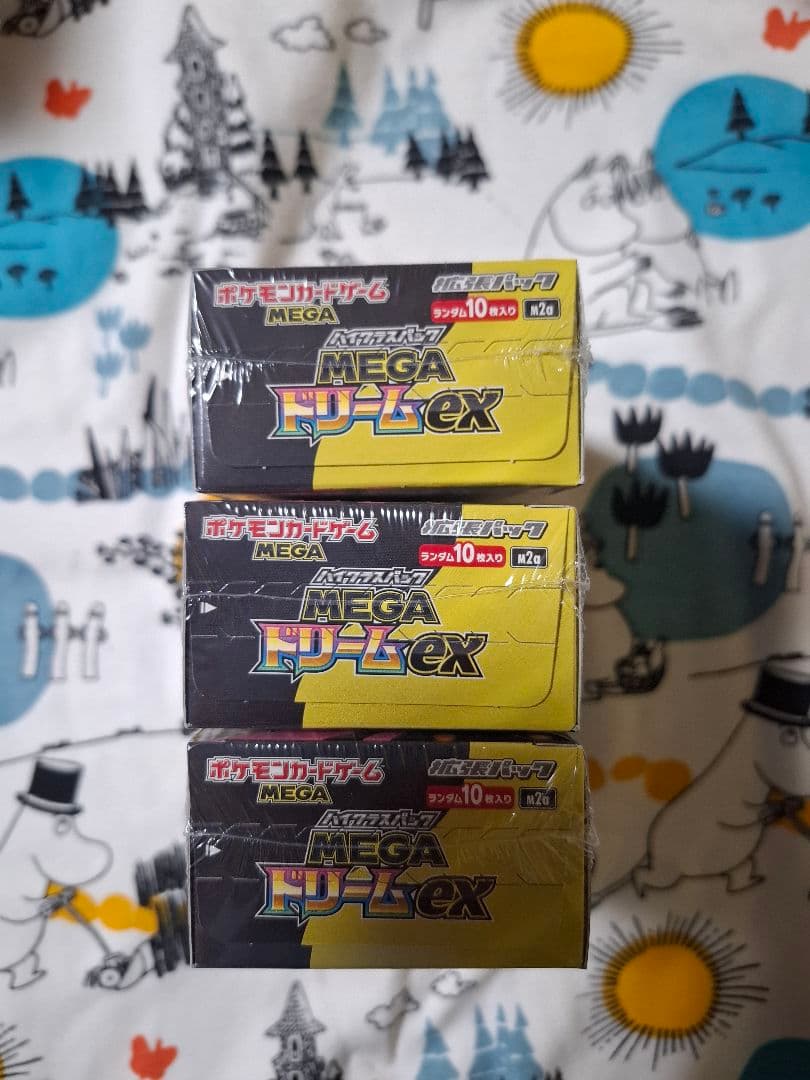 ポケモンカードゲーム
MEGA
拡張パック
ランダム10枚入り M2a
ハイクラスパック
MEGA
ドリームex
ポケモンカードゲーム
MEGA
拡張パック
ランダム10枚入り M2a
ハイクラスパック
MEGA
ドリームex
ポケモンカードゲーム
MEGA
拡張パック
ランダム10枚入り M2a
ハイクラスパック
MEGA
ドリームex